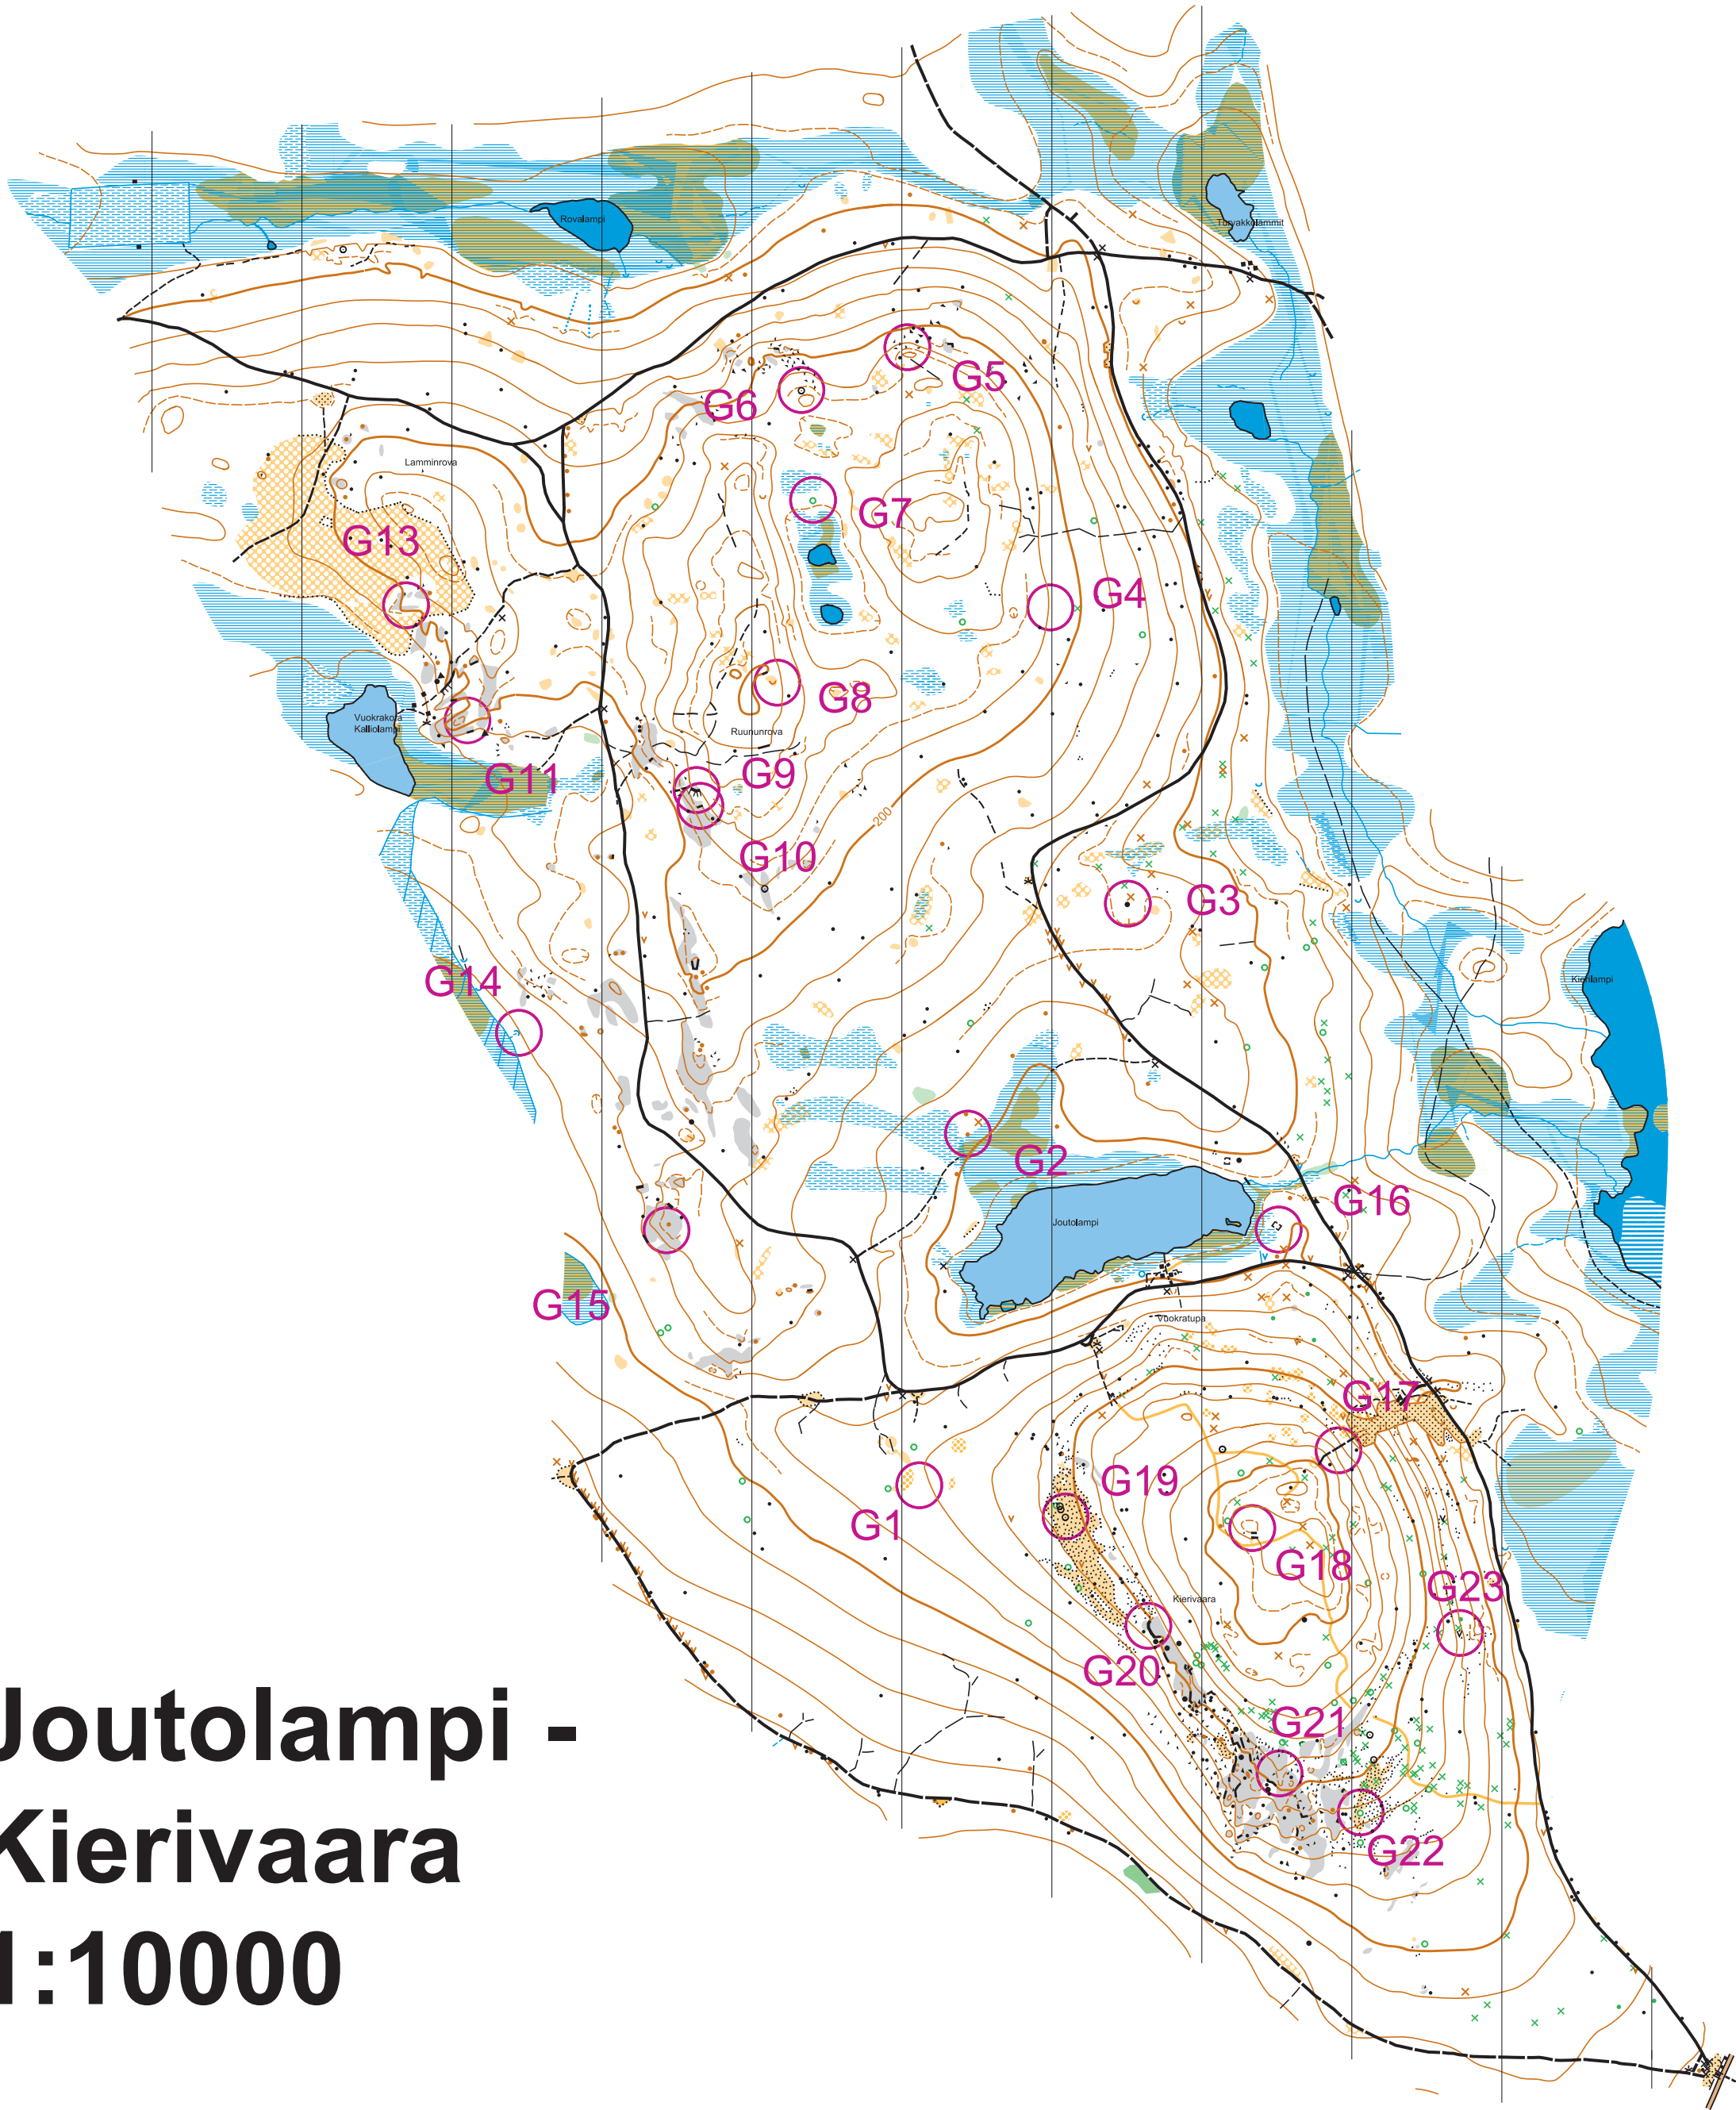 Rovalampi
Turvakkolammit
G5
G6
Lamminrova
G7
G13
G4
G8
Vuokrakota
Kalliolampi
Ruununrova
G9
G11
200
G10
G3
G14
Kierilampi
G2
G16
Joutolampi
G15
Vuokratupa
G17
G19
G1
G18
G23
Kierivaara
G20
G21
G22
Joutolampi -
Kierivaara
1:10000